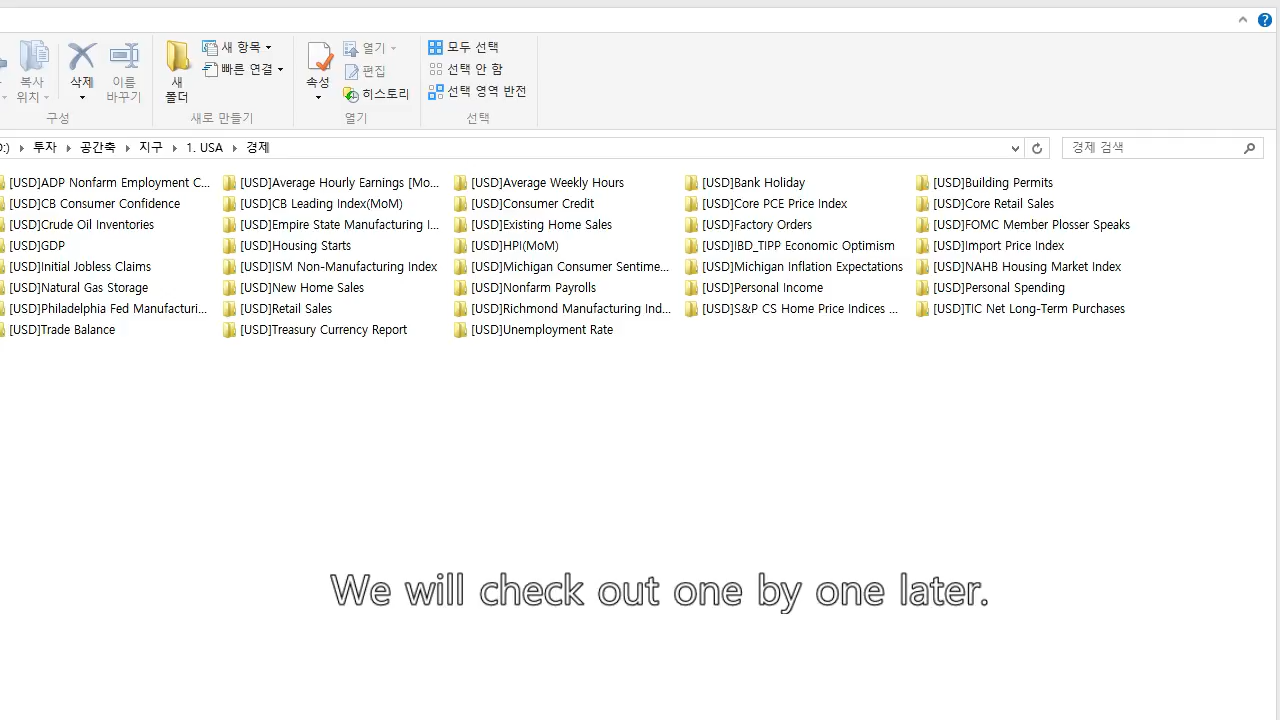 새 항목
열기
모두 선택
빠른 연결
편집
선택 안 함
복사
위치
삭제
이름
바꾸기
새
폴더
속성
히스토리
선택 영역 반전
구성
새로 만들기
열기
선택
:) 투자 공간축 지구 1. USA 경제
경제 검색
[USD]ADP Nonfarm Employment C... [USD]Average Hourly Earnings [Mo... [USD]Average Weekly Hours [USD]Bank Holiday [USD]Building Permits
[USD]CB Consumer Confidence [USD]CB Leading Index(MoM) [USD]Consumer Credit [USD]Core PCE Price Index [USD]Core Retail Sales
[USD]Crude Oil Inventories [USD]Empire State Manufacturing I... [USD]Existing Home Sales [USD]Factory Orders [USD]FOMC Member Plosser Speaks
[USD]GDP [USD]Housing Starts [USD]HPI(MoM) [USD]IBD_TIPP Economic Optimism [USD]Import Price Index
[USD]Initial Jobless Claims [USD]ISM Non-Manufacturing Index [USD]Michigan Consumer Sentime... [USD]Michigan Inflation Expectations [USD]NAHB Housing Market Index
[USD]Natural Gas Storage [USD]New Home Sales [USD]Nonfarm Payrolls [USD]Personal Income [USD]Personal Spending
[USD]Philadelphia Fed Manufacturi... [USD]Retail Sales [USD]Richmond Manufacturing Ind... [USD]S&P CS Home Price Indices ... [USD]TIC Net Long-Term Purchases
[USD]Trade Balance [USD]Treasury Currency Report [USD]Unemployment Rate
We will check out one by one later.